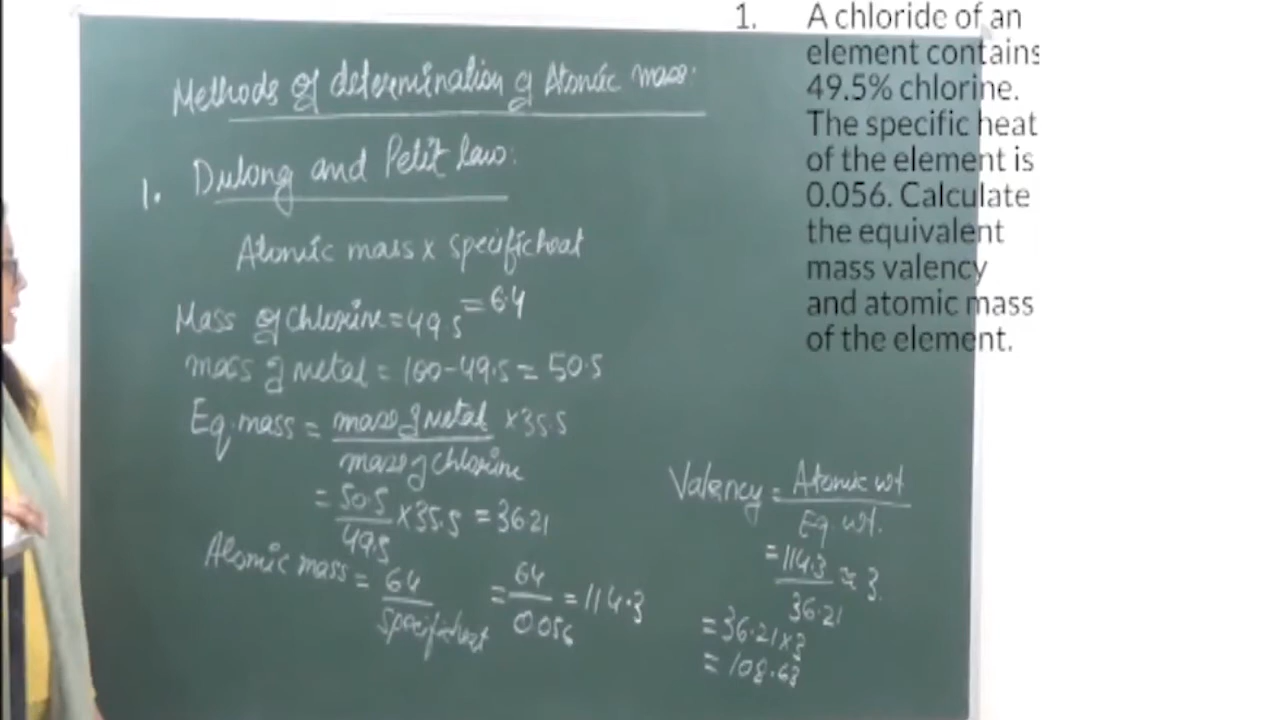 Methods of determination of Atomic mass:
1. Dulong and Petit law:
Atomic mass x specific heat
= 6.4
Mass of Chlorine = 49.5
mass of metal = 100 - 49.5 = 50.5
Eq. mass = mass of metal / mass of chlorine x 35.5
= 50.5 / 49.5 x 35.5 = 36.21
Atomic mass = 6.4 / specific heat = 6.4 / 0.056 = 114.3
Valency = Atomic wt / Eq. wt.
= 114.3 / 36.21 ≈ 3.
= 36.21 x 3
= 108.63
1. A chloride of an
element contains
49.5% chlorine.
The specific heat
of the element is
0.056. Calculate
the equivalent
mass valency
and atomic mass
of the element.